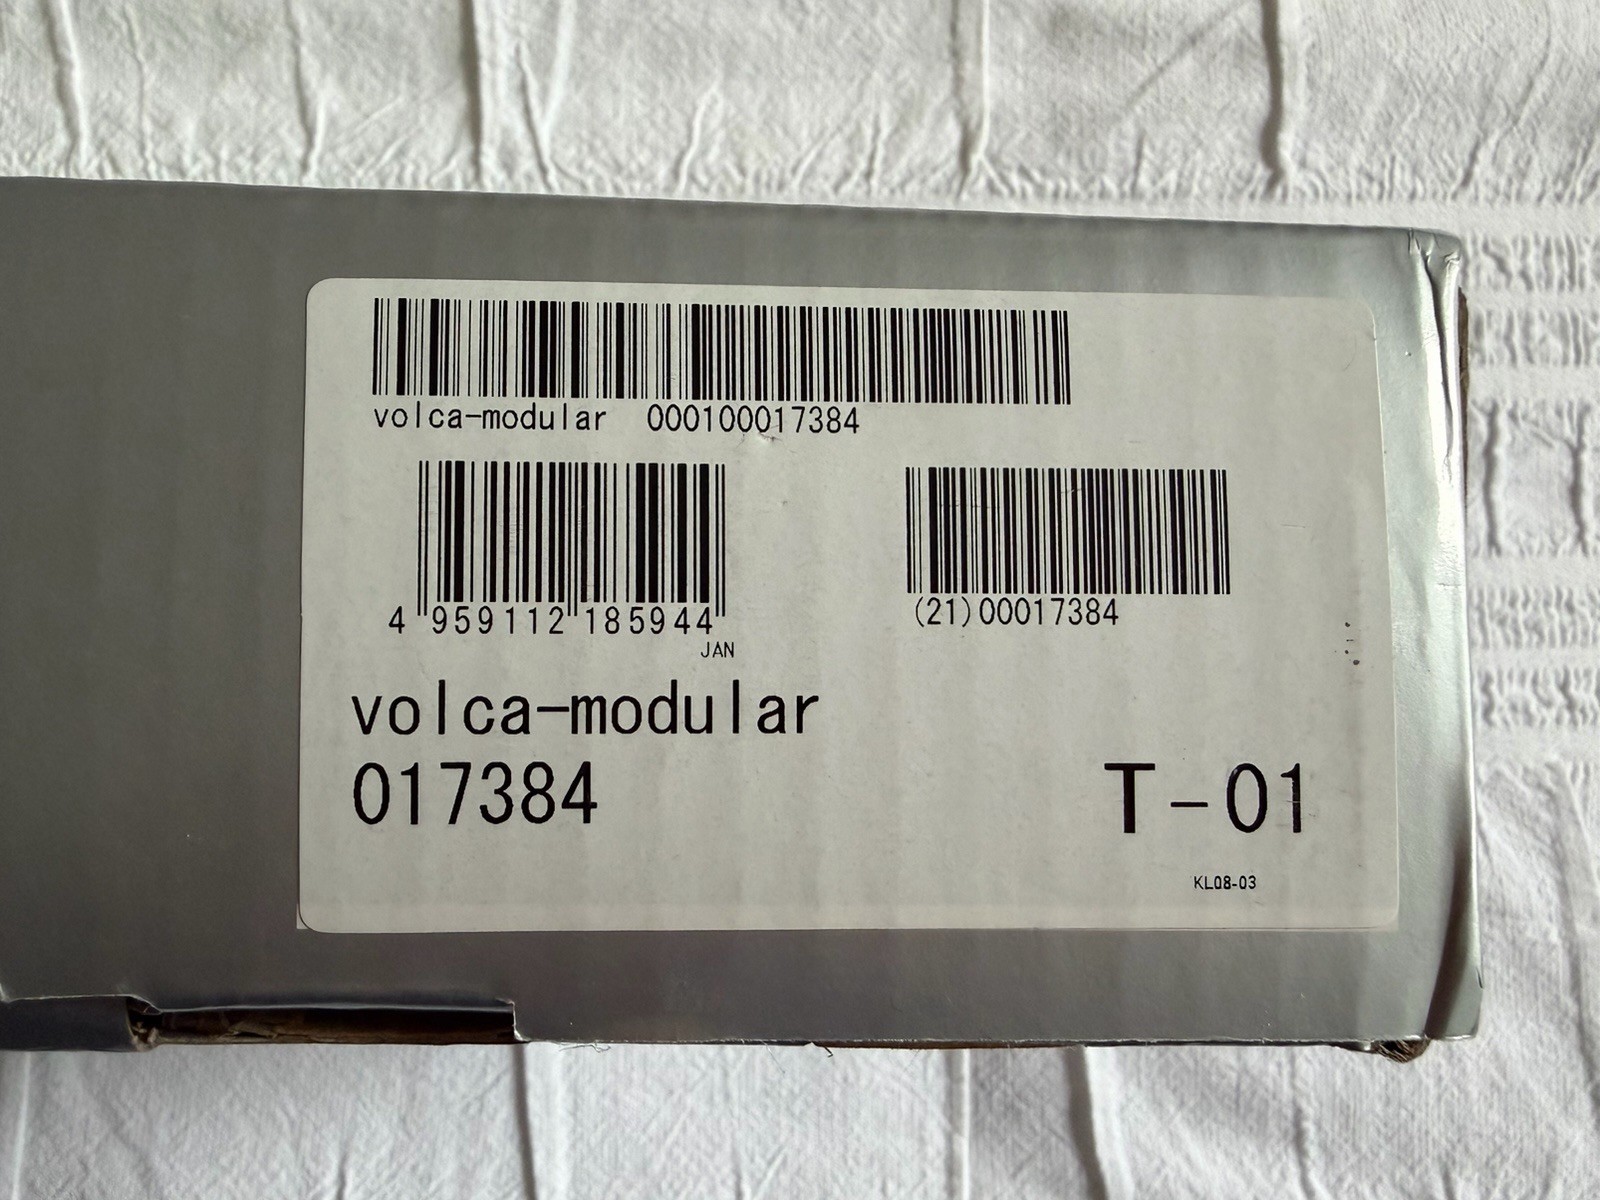 volca-modular 000100017384
4 959112 185944
JAN
(21)00017384
volca-modular
017384
T-01
KL08-03